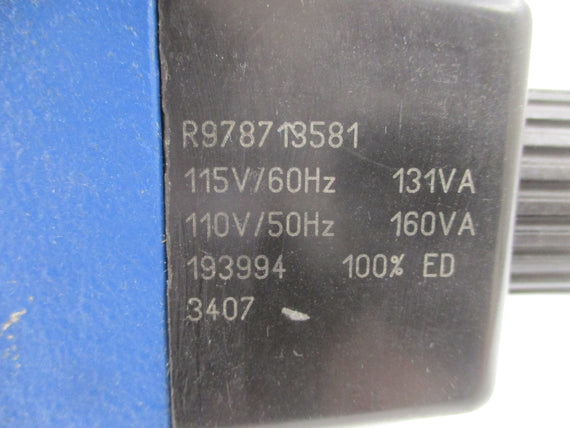 R978713581
115V/60Hz 131VA
110V/50Hz 160VA
193994 100% ED
3407